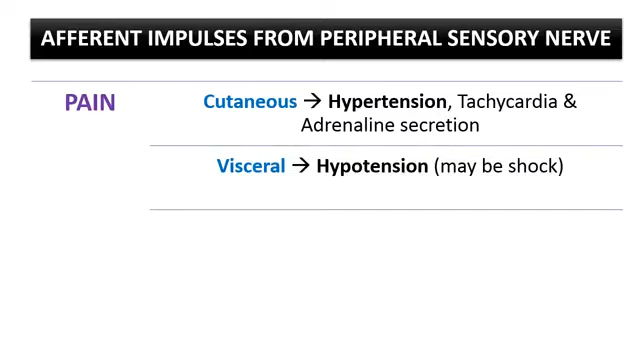 AFFERENT IMPULSES FROM PERIPHERAL SENSORY NERVE
PAIN
Cutaneous → Hypertension, Tachycardia &
Adrenaline secretion
Visceral → Hypotension (may be shock)